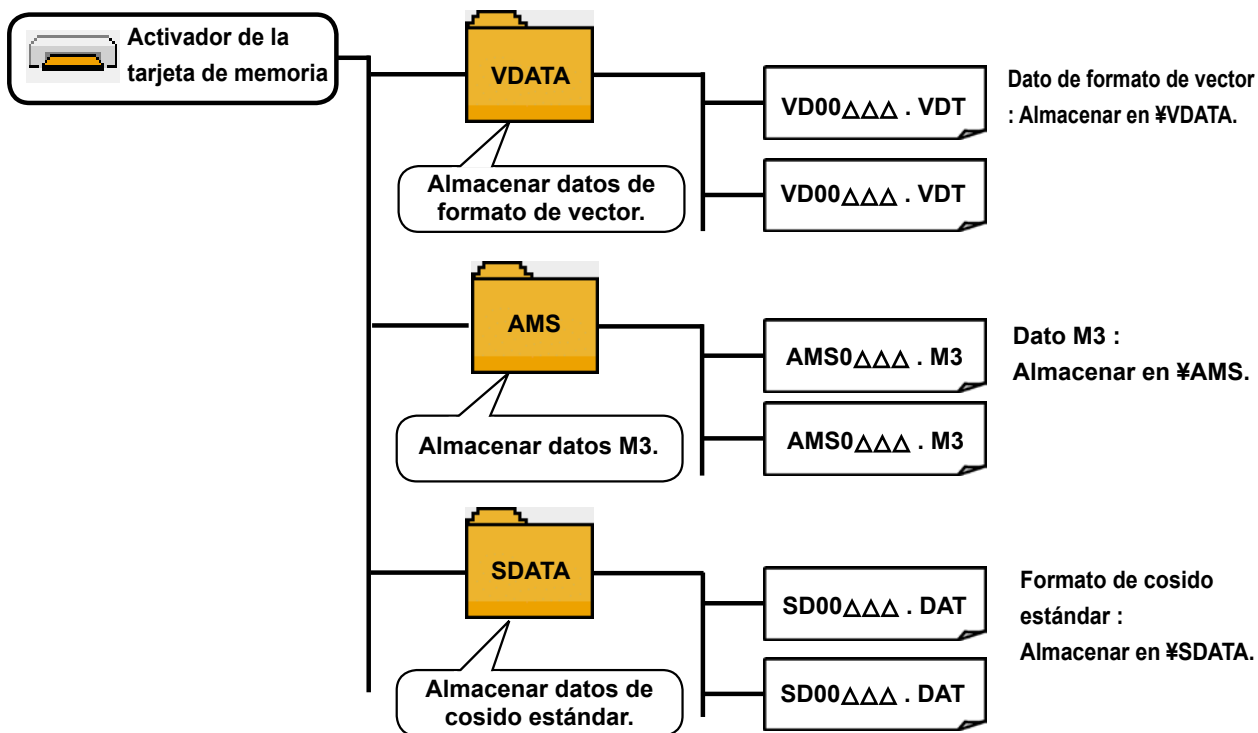 Activador de la
tarjeta de memoria
VDATA
Almacenar datos de
formato de vector.
VD00△△△ . VDT
VD00△△△ . VDT
Dato de formato de vector
: Almacenar en ¥VDATA.
AMS
Almacenar datos M3.
AMS0△△△ . M3
AMS0△△△ . M3
Dato M3 :
Almacenar en ¥AMS.
SDATA
Almacenar datos de
cosido estándar.
SD00△△△ . DAT
SD00△△△ . DAT
Formato de cosido
estándar :
Almacenar en ¥SDATA.